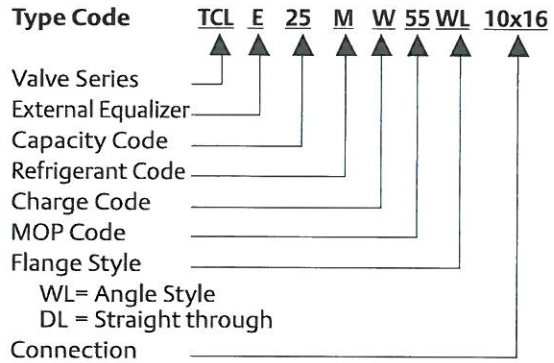 Type Code TCL E 25 M W 55 WL 10x16
Valve Series
External Equalizer
Capacity Code
Refrigerant Code
Charge Code
MOP Code
Flange Style
WL= Angle Style
DL = Straight through
Connection